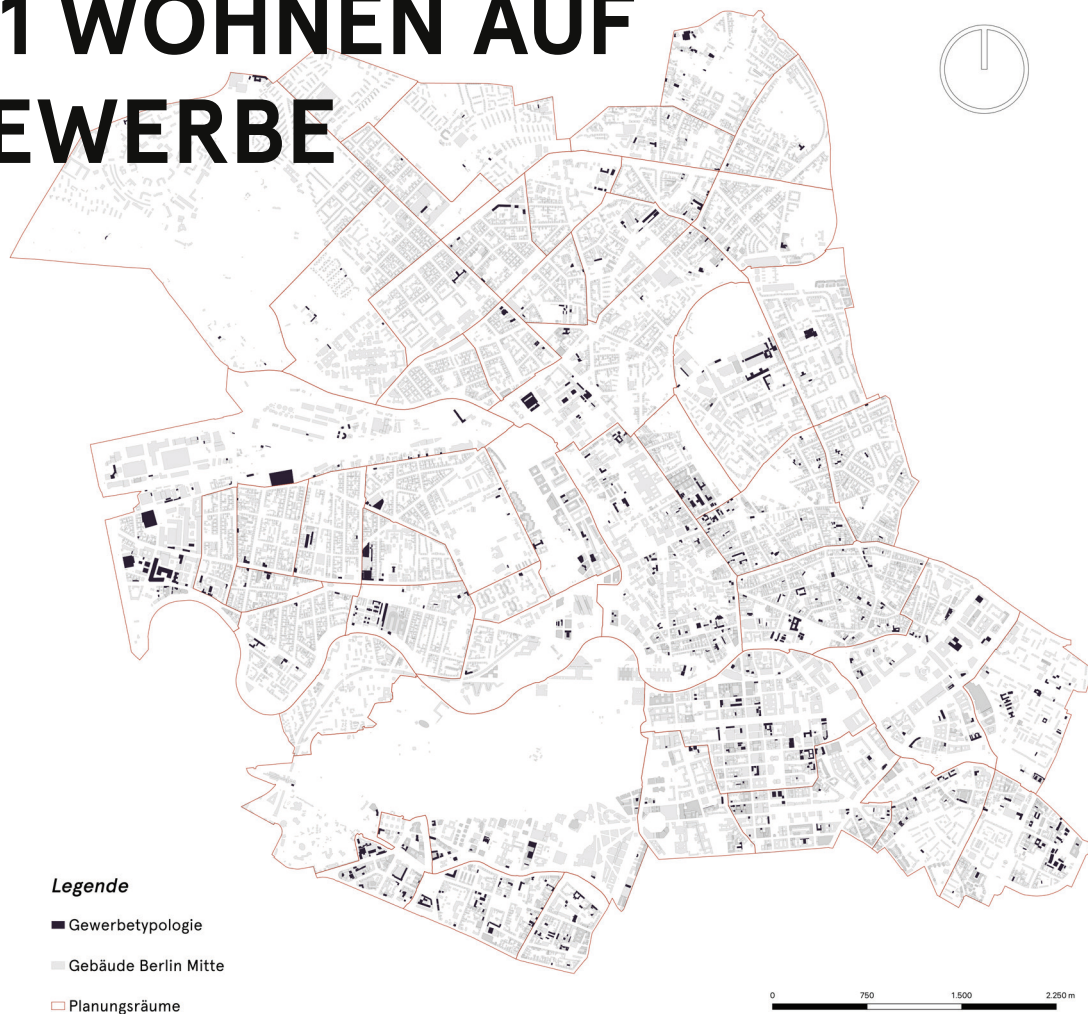 1 WOHNEN AUF
EWERBE
Legende
Gewerbetypologie
Gebäude Berlin Mitte
Planungsräume
0 750 1.500 2.250 m